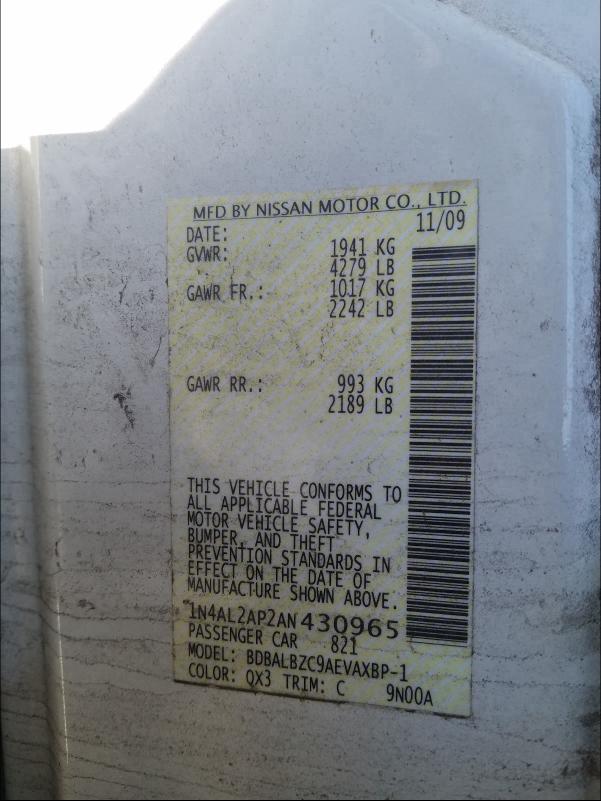 MFD BY NISSAN MOTOR CO., LTD.
DATE: 11/09
GVWR: 1941 KG
4279 LB
GAWR FR.: 1017 KG
2242 LB
GAWR RR.: 993 KG
2189 LB
THIS VEHICLE CONFORMS TO
ALL APPLICABLE FEDERAL
MOTOR VEHICLE SAFETY,
BUMPER, AND THEFT
PREVENTION STANDARDS IN
EFFECT ON THE DATE OF
MANUFACTURE SHOWN ABOVE.
1N4AL2AP2AN430965
PASSENGER CAR 821
MODEL: BDBALBZC9AEVAXBP-1
COLOR: QX3 TRIM: C 9N00A